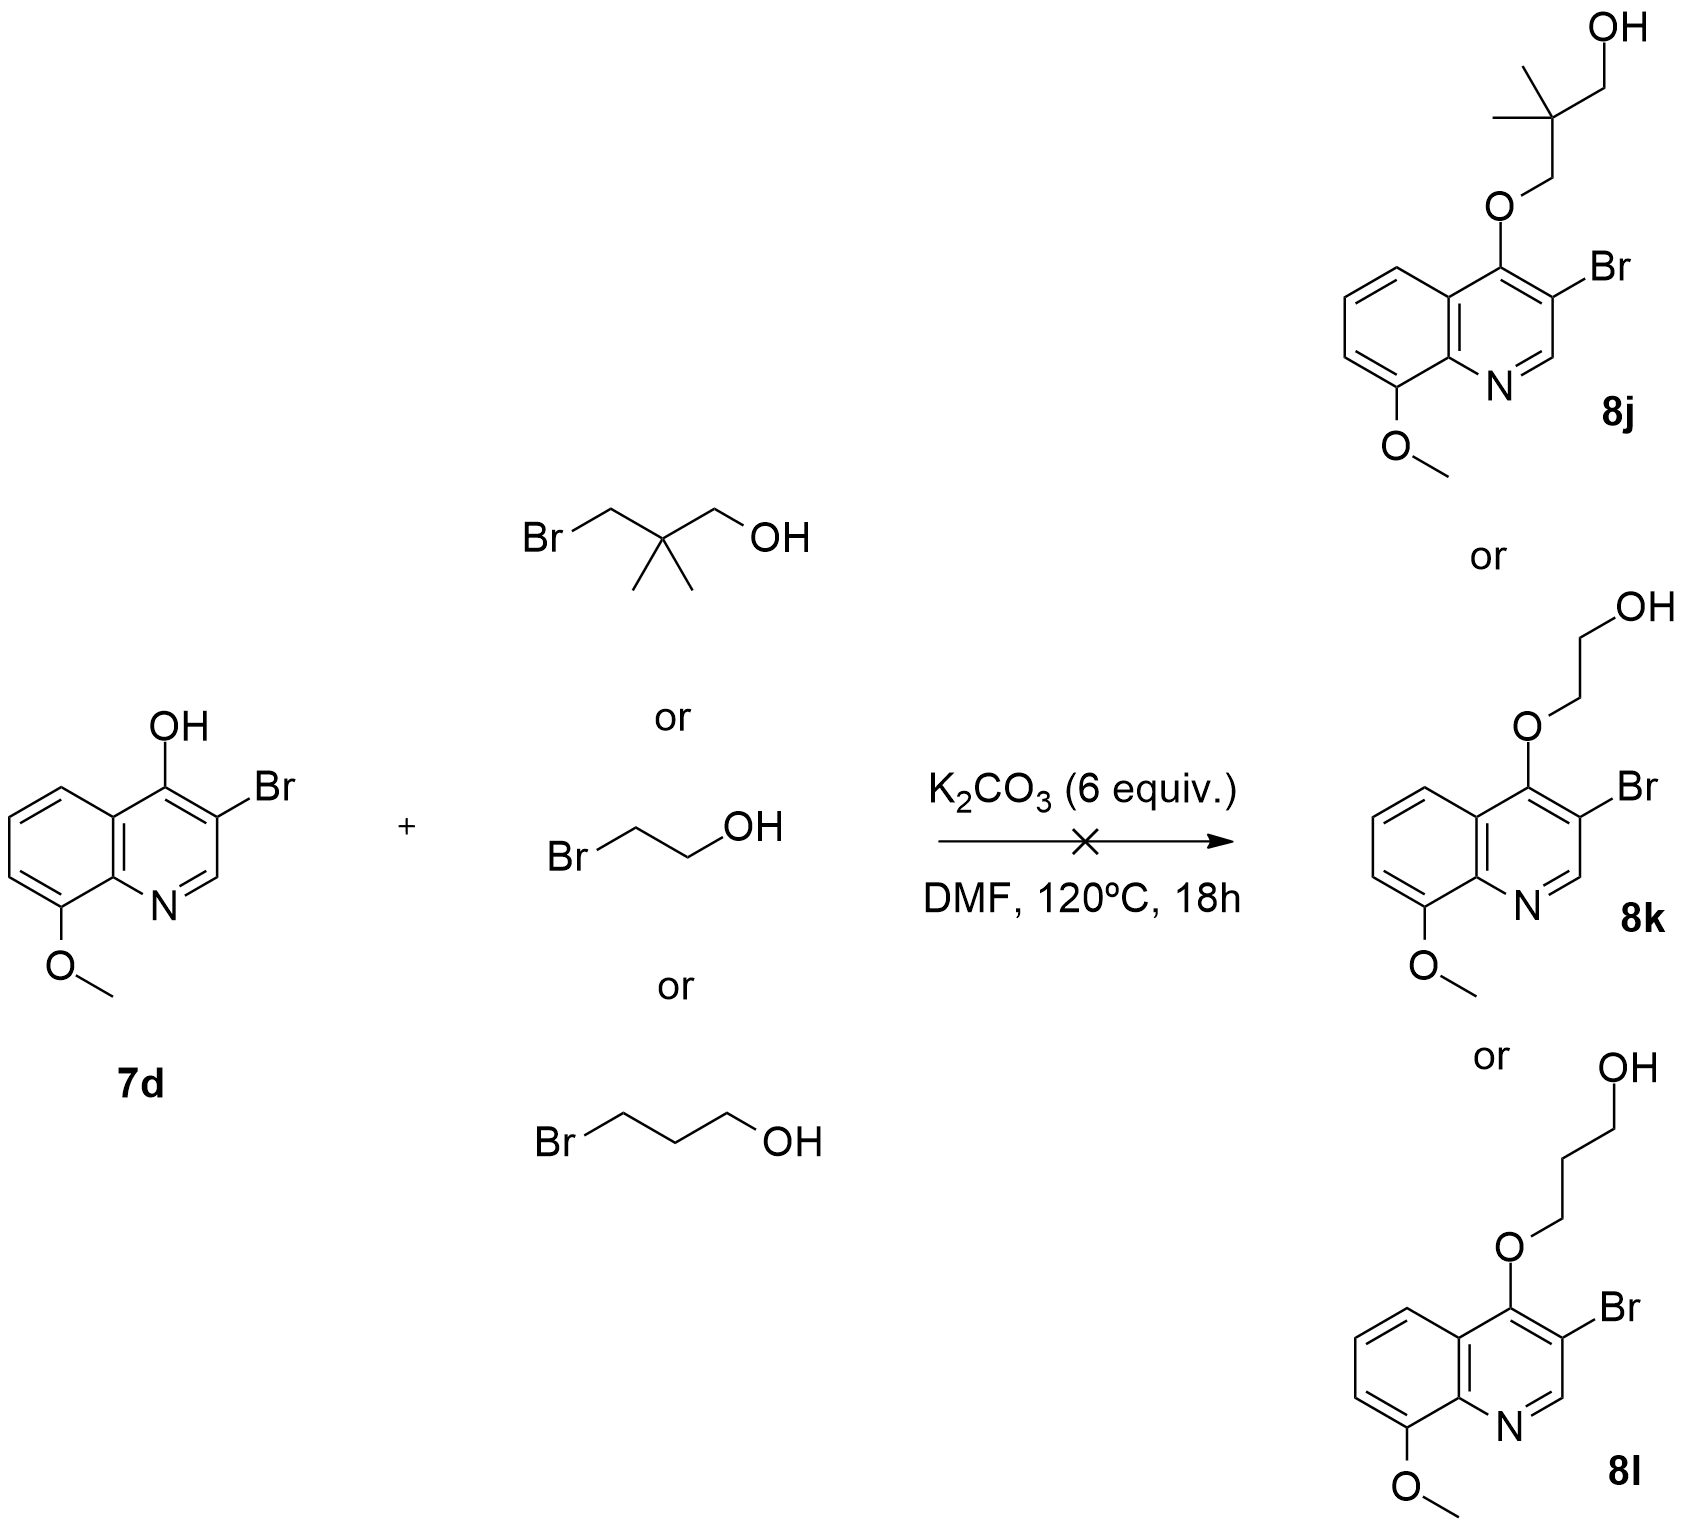 OH
O
Br
N
8j
O
or
Br
OH
or
Br
OH
or
Br
OH
OH
Br
N
O
7d
+
K2CO3 (6 equiv.)
DMF, 120ºC, 18h
OH
O
Br
N
8k
O
or
OH
O
Br
N
8l
O